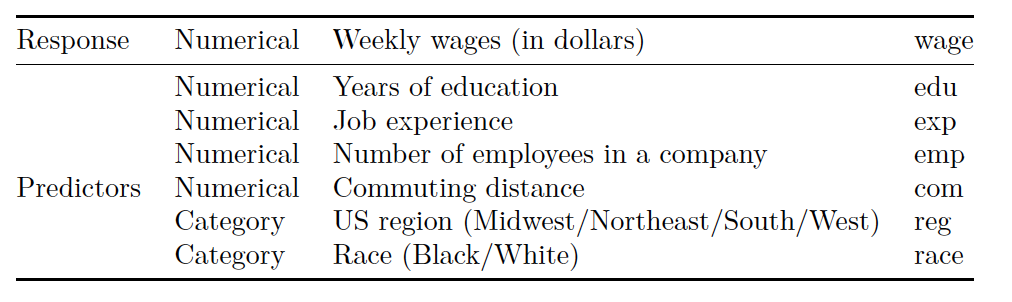 Response Numerical Weekly wages (in dollars) wage
Numerical Years of education edu
Numerical Job experience exp
Numerical Number of employees in a company emp
Predictors Numerical Commuting distance com
Category US region (Midwest/Northeast/South/West) reg
Category Race (Black/White) race